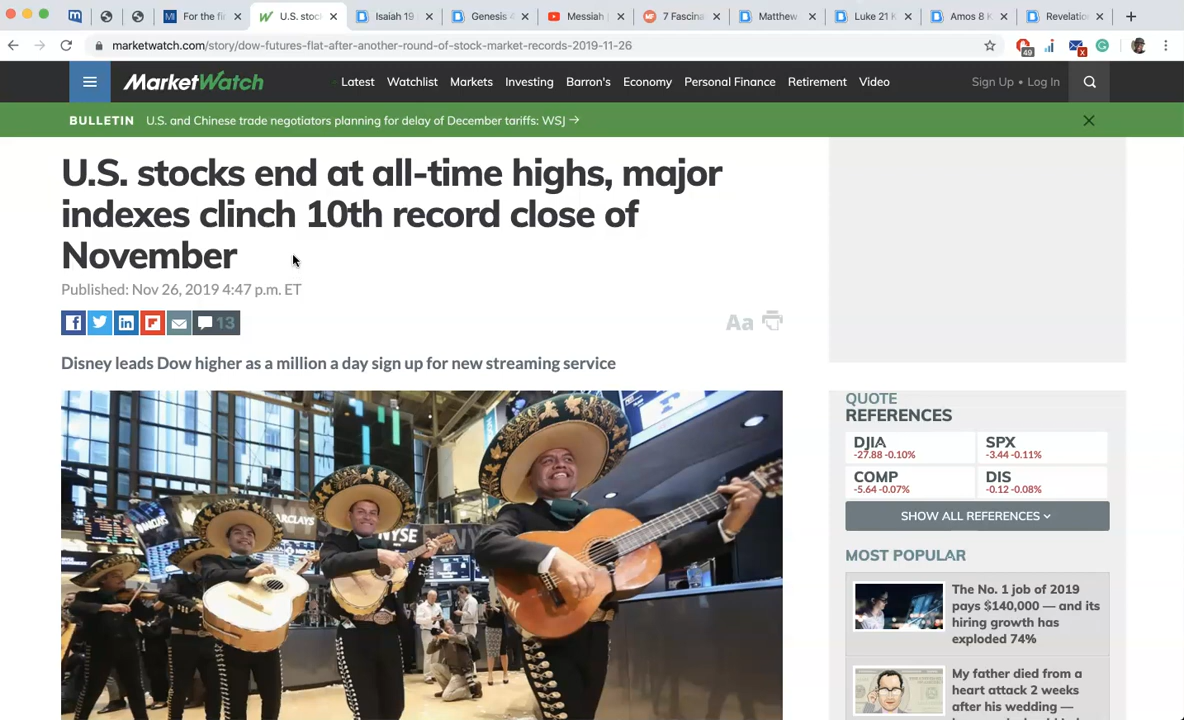 For the fi
U.S. stoc
Isaiah 19
Genesis 4
Messiah
7 Fascina
Matthew
Luke 21 K
Amos 8 K
Revelatio
marketwatch.com/story/dow-futures-flat-after-another-round-of-stock-market-records-2019-11-26
49
x
MarketWatch
Latest Watchlist Markets Investing Barron's Economy Personal Finance Retirement Video
Sign Up • Log In
BULLETIN U.S. and Chinese trade negotiators planning for delay of December tariffs: WSJ →
U.S. stocks end at all-time highs, major
indexes clinch 10th record close of
November
Published: Nov 26, 2019 4:47 p.m. ET
13
Aa
Disney leads Dow higher as a million a day sign up for new streaming service
BARCLAYS
NYSE
QUOTE
REFERENCES
DJIA
-27.88 -0.10%
SPX
-3.44 -0.11%
COMP
-5.64 -0.07%
DIS
-0.12 -0.08%
SHOW ALL REFERENCES
MOST POPULAR
The No. 1 job of 2019
pays $140,000 — and its
hiring growth has
exploded 74%
My father died from a
heart attack 2 weeks
after his wedding —